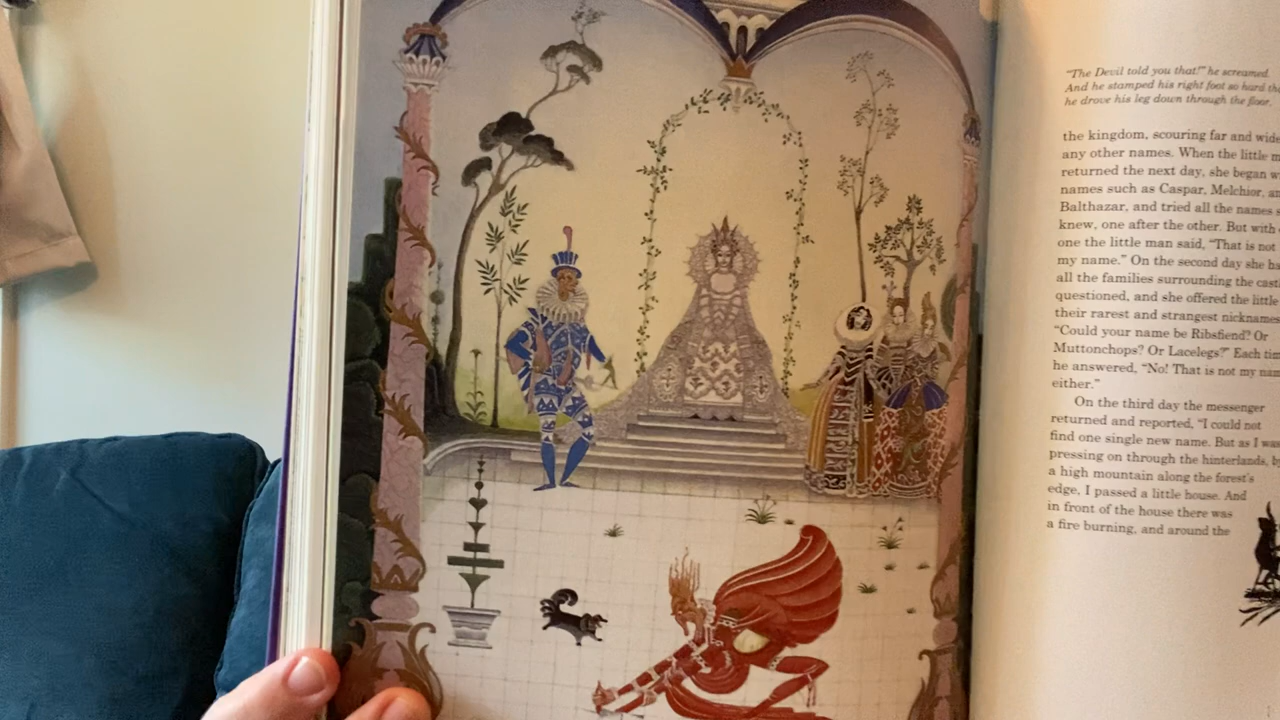 "The Devil told you that!" he screamed.
And he stamped his right foot so hard
he drove his leg down through the floor.
the kingdom, scouring far and wide
any other names. When the little
returned the next day, she began
names such as Caspar, Melchior,
Balthazar, and tried all the names
knew, one after the other. But with
one the little man said, "That is not
my name." On the second day she
all the families surrounding the
questioned, and she offered the little
their rarest and strangest nicknames
"Could your name be Ribsfiend? Or
Muttonchops? Or Lacelegs?" Each
he answered, "No! That is not my
either."
On the third day the messenger
returned and reported, "I could not
find one single new name. But as I
pressing on through the hinterlands,
a high mountain along the forest's
edge, I passed a little house. And
in front of the house there was
a fire burning, and around the